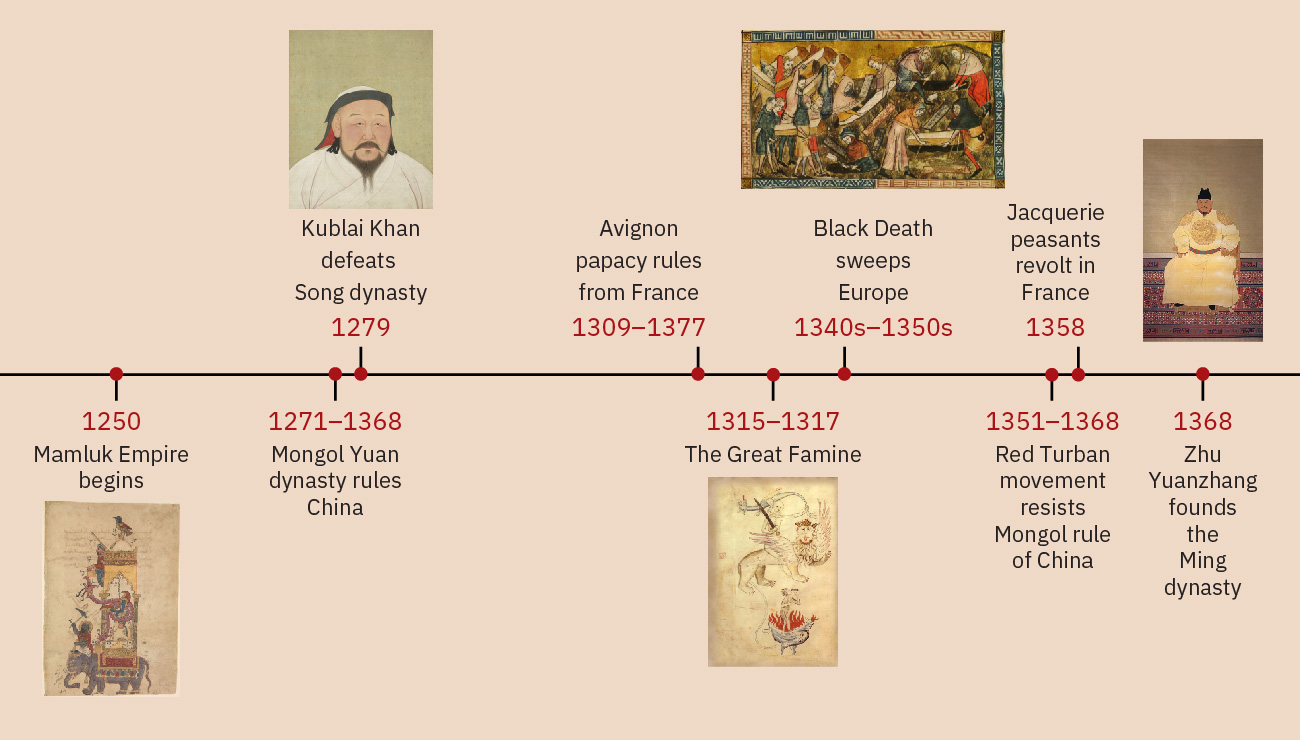 Kublai Khan
defeats
Song dynasty
1279
Avignon
papacy rules
from France
1309–1377
Black Death
sweeps
Europe
1340s–1350s
Jacquerie
peasants
revolt in
France
1358
1250
Mamluk Empire
begins
1271–1368
Mongol Yuan
dynasty rules
China
1315–1317
The Great Famine
1351–1368
Red Turban
movement
resists
Mongol rule
of China
1368
Zhu
Yuanzhang
founds
the
Ming
dynasty